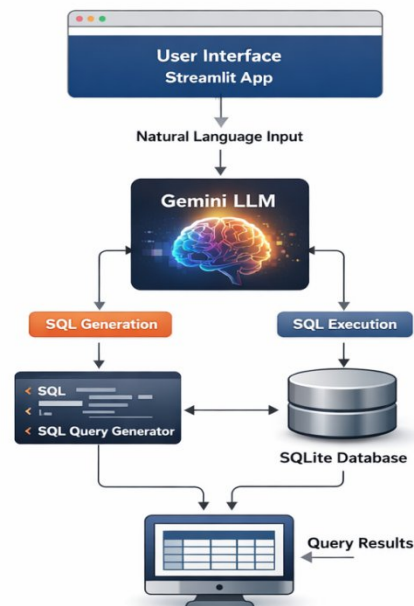 User Interface
Streamlit App
Natural Language Input
Gemini LLM
SQL Generation
SQL Execution
< SQL
<
<
< SQL Query Generator
SQLite Database
Query Results